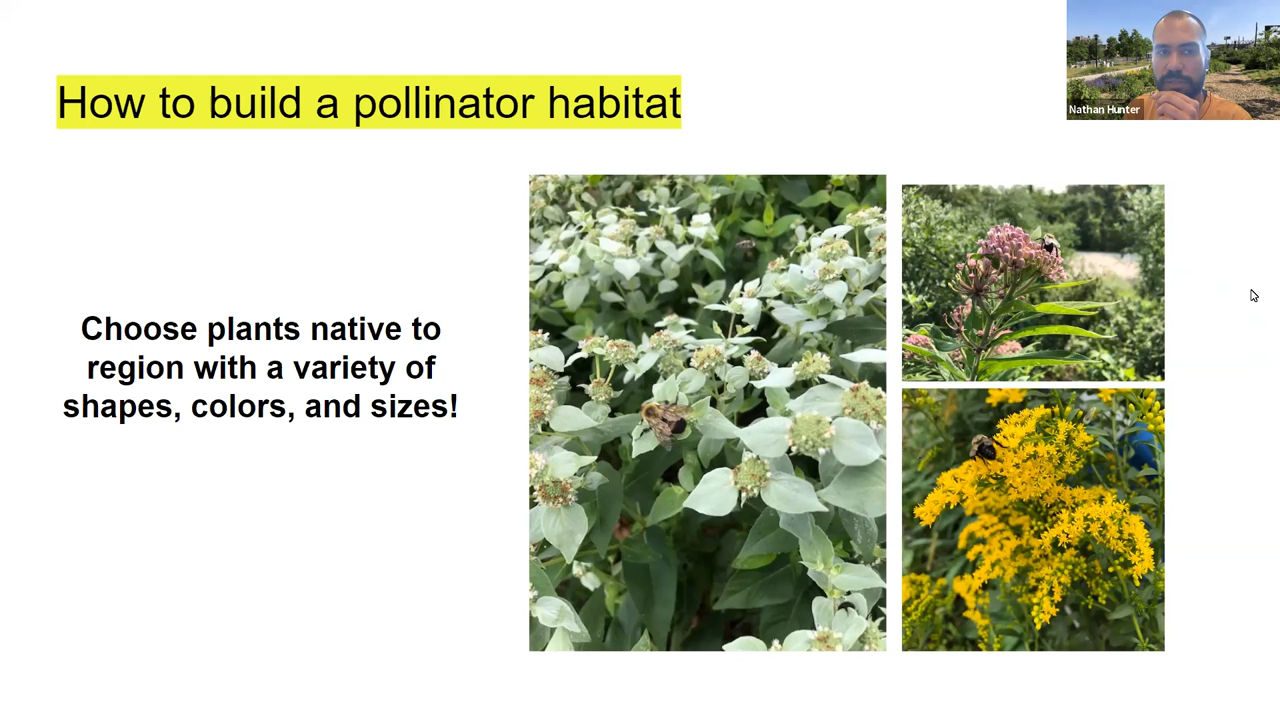 How to build a pollinator habitat
Nathan Hunter
Choose plants native to
region with a variety of
shapes, colors, and sizes!